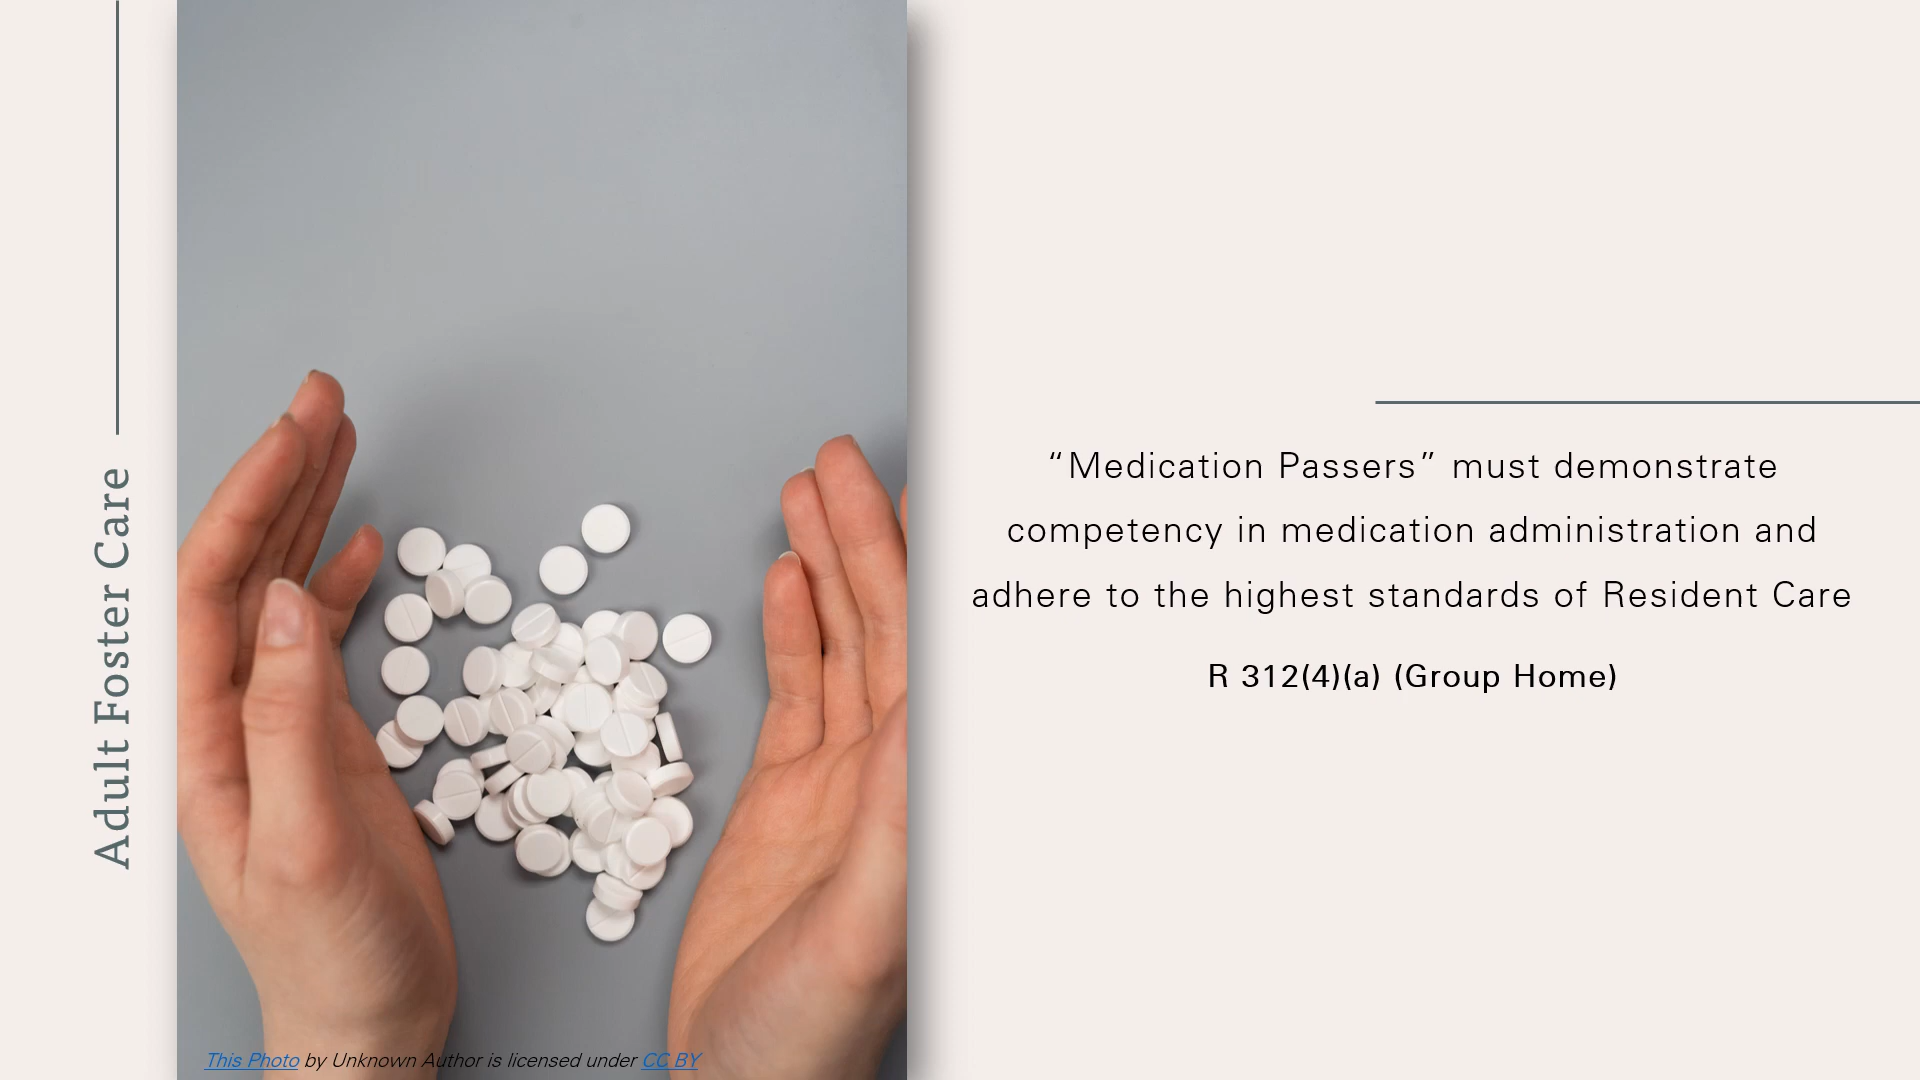 Adult Foster Care
“Medication Passers” must demonstrate
competency in medication administration and
adhere to the highest standards of Resident Care
R 312(4)(a) (Group Home)
This Photo by Unknown Author is licensed under CC BY